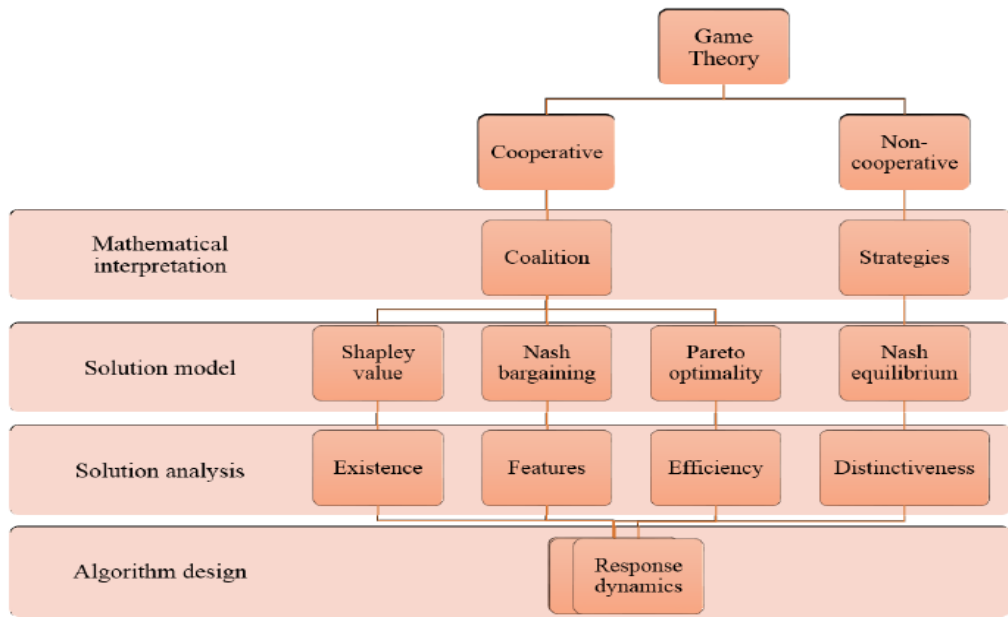 Game
Theory
Cooperative
Non-
cooperative
Mathematical
interpretation
Coalition
Strategies
Solution model
Shapley
value
Nash
bargaining
Pareto
optimality
Nash
equilibrium
Solution analysis
Existence
Features
Efficiency
Distinctiveness
Algorithm design
Response
dynamics